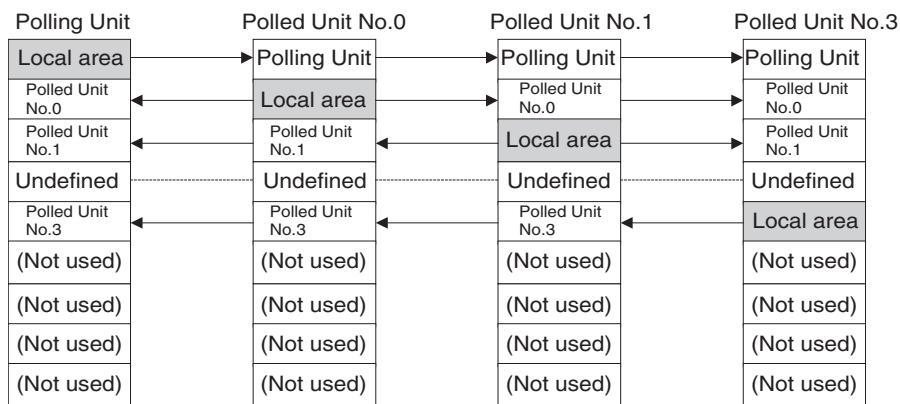 Polling Unit Polled Unit No.0 Polled Unit No.1 Polled Unit No.3
Local area Polling Unit Polling Unit Polling Unit
Polled Unit No.0 Local area Polled Unit No.0 Polled Unit No.0
Polled Unit No.1 Polled Unit No.1 Local area Polled Unit No.1
Undefined Undefined Undefined Undefined
Polled Unit No.3 Polled Unit No.3 Polled Unit No.3 Local area
(Not used) (Not used) (Not used) (Not used)
(Not used) (Not used) (Not used) (Not used)
(Not used) (Not used) (Not used) (Not used)
(Not used) (Not used) (Not used) (Not used)